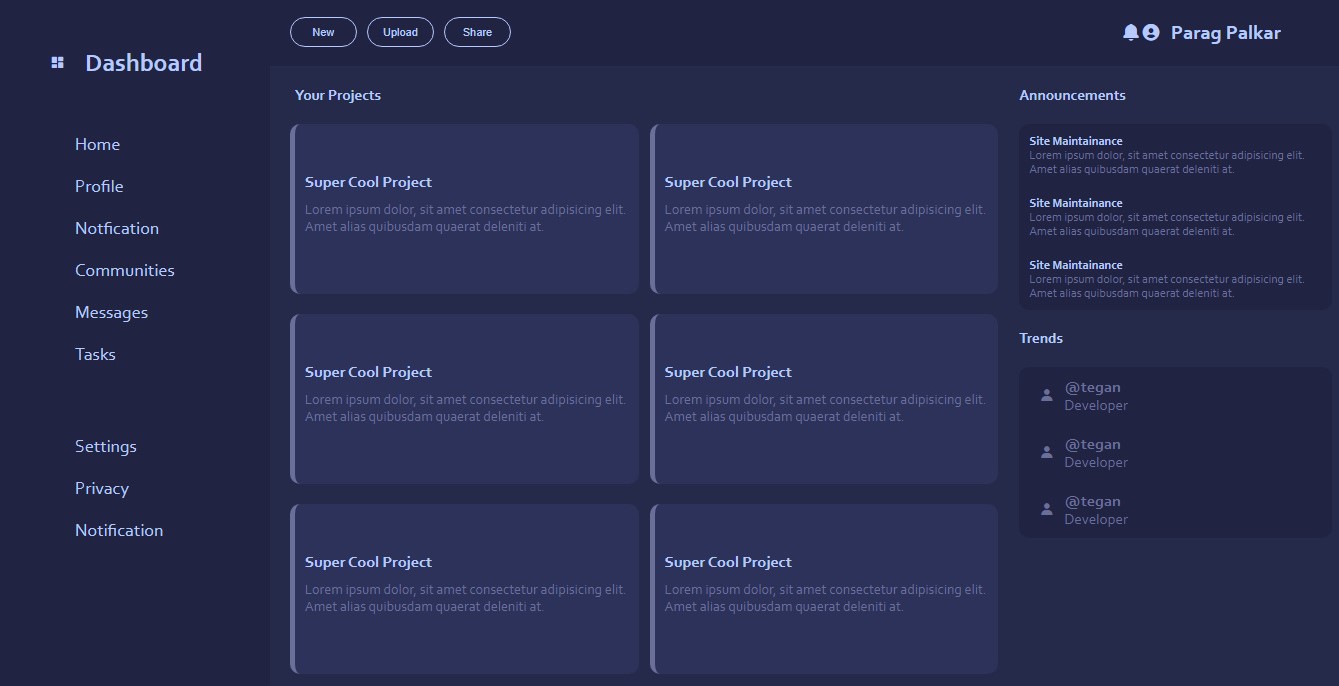 Dashboard
Home
Profile
Notfication
Communities
Messages
Tasks
Settings
Privacy
Notification
New
Upload
Share
Parag Palkar
Your Projects
Super Cool Project
Lorem ipsum dolor, sit amet consectetur adipisicing elit.
Amet alias quibusdam quaerat deleniti at.
Super Cool Project
Lorem ipsum dolor, sit amet consectetur adipisicing elit.
Amet alias quibusdam quaerat deleniti at.
Super Cool Project
Lorem ipsum dolor, sit amet consectetur adipisicing elit.
Amet alias quibusdam quaerat deleniti at.
Super Cool Project
Lorem ipsum dolor, sit amet consectetur adipisicing elit.
Amet alias quibusdam quaerat deleniti at.
Super Cool Project
Lorem ipsum dolor, sit amet consectetur adipisicing elit.
Amet alias quibusdam quaerat deleniti at.
Super Cool Project
Lorem ipsum dolor, sit amet consectetur adipisicing elit.
Amet alias quibusdam quaerat deleniti at.
Announcements
Site Maintainance
Lorem ipsum dolor, sit amet consectetur adipisicing elit.
Amet alias quibusdam quaerat deleniti at.
Site Maintainance
Lorem ipsum dolor, sit amet consectetur adipisicing elit.
Amet alias quibusdam quaerat deleniti at.
Site Maintainance
Lorem ipsum dolor, sit amet consectetur adipisicing elit.
Amet alias quibusdam quaerat deleniti at.
Trends
@tegan
Developer
@tegan
Developer
@tegan
Developer